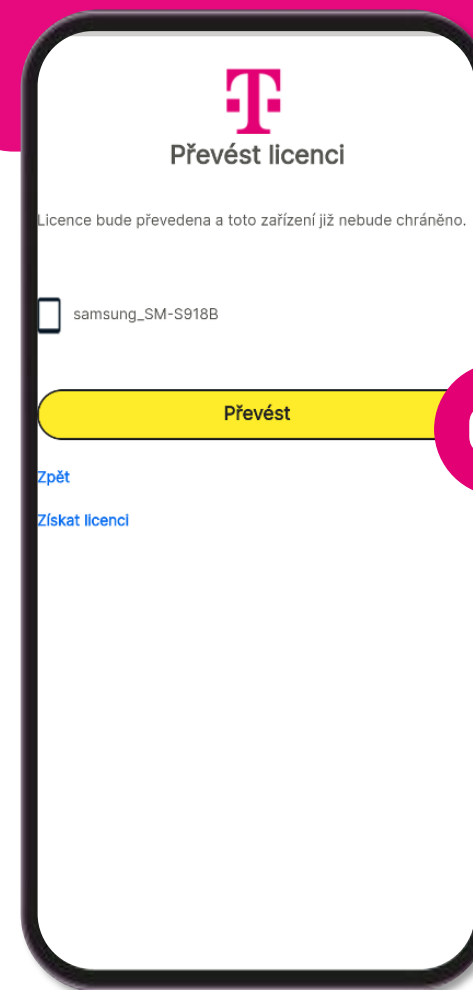 Převést licenci
Licence bude převedena a toto zařízení již nebude chráněno.
samsung_SM-S918B
Převést
Zpět
Získat licenci